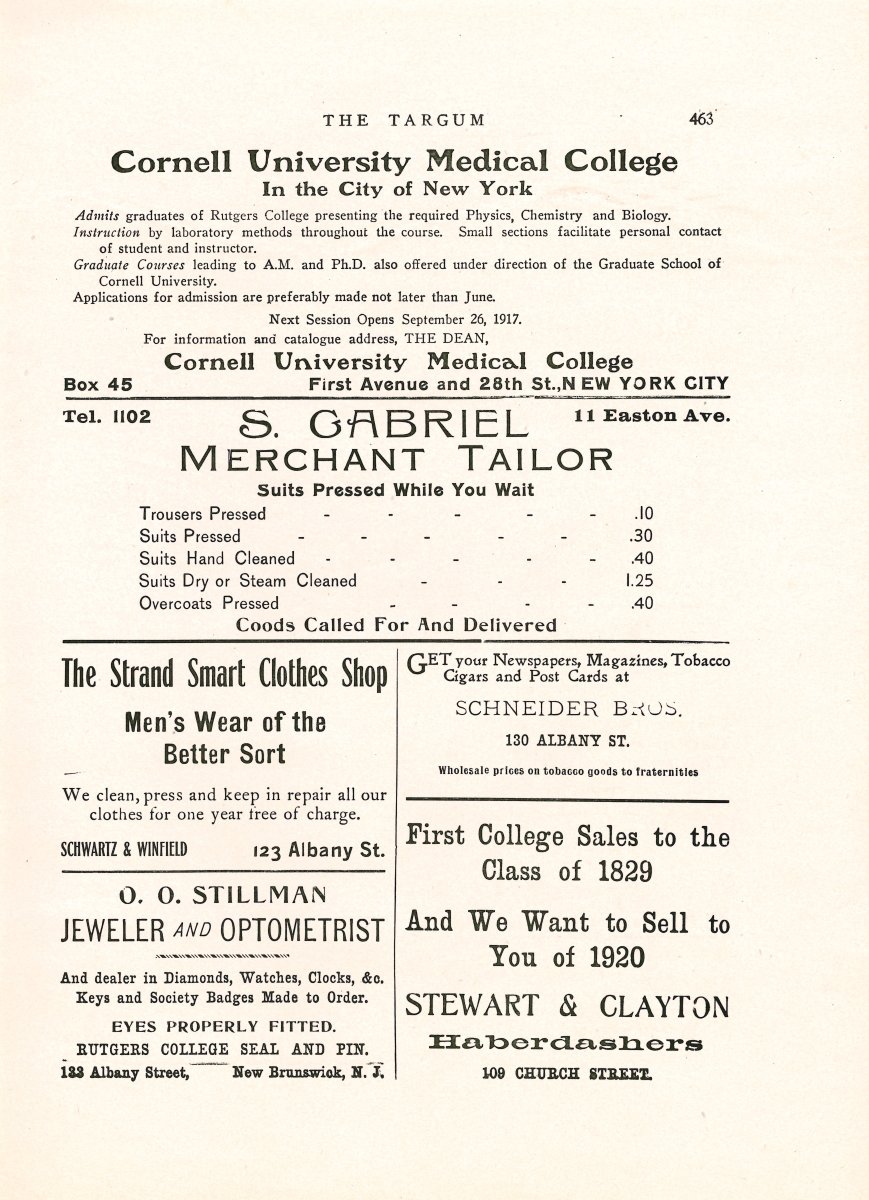 THE TARGUM 463
Cornell University Medical College
In the City of New York
Admits graduates of Rutgers College presenting the required Physics, Chemistry and Biology.
Instruction by laboratory methods throughout the course. Small sections facilitate personal contact
of student and instructor.
Graduate Courses leading to A.M. and Ph.D. also offered under direction of the Graduate School of
Cornell University.
Applications for admission are preferably made not later than June.
Next Session Opens September 26, 1917.
For information and catalogue address, THE DEAN,
Cornell University Medical College
Box 45 First Avenue and 28th St., NEW YORK CITY
Tel. 1102 S. GABRIEL 11 Easton Ave.
MERCHANT TAILOR
Suits Pressed While You Wait
Trousers Pressed - - - - - .10
Suits Pressed - - - - - .30
Suits Hand Cleaned - - - - - .40
Suits Dry or Steam Cleaned - - - 1.25
Overcoats Pressed - - - - .40
Goods Called For And Delivered
The Strand Smart Clothes Shop
Men's Wear of the
Better Sort
We clean, press and keep in repair all our
clothes for one year free of charge.
SCHWARTZ & WINFIELD 123 Albany St.
O. O. STILLMAN
JEWELER AND OPTOMETRIST
And dealer in Diamonds, Watches, Clocks, &c.
Keys and Society Badges Made to Order.
EYES PROPERLY FITTED.
RUTGERS COLLEGE SEAL AND PIN.
133 Albany Street, New Brunswick, N. J.
GET your Newspapers, Magazines, Tobacco
Cigars and Post Cards at
SCHNEIDER BROS.
130 ALBANY ST.
Wholesale prices on tobacco goods to fraternities
First College Sales to the
Class of 1829
And We Want to Sell to
You of 1920
STEWART & CLAYTON
Haberdashers
109 CHURCH STREET.